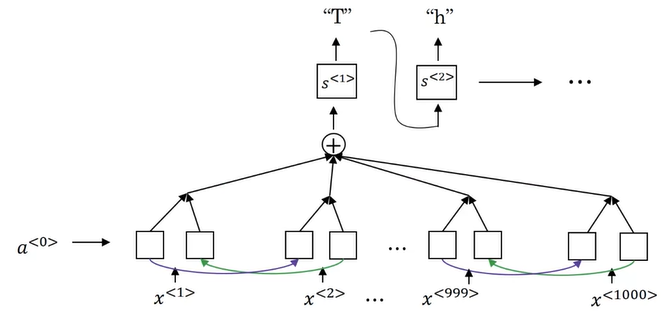 “T” “h”
s<1> s<2> ...
+
a<0> ...
x<1> x<2> ... x<999> x<1000>